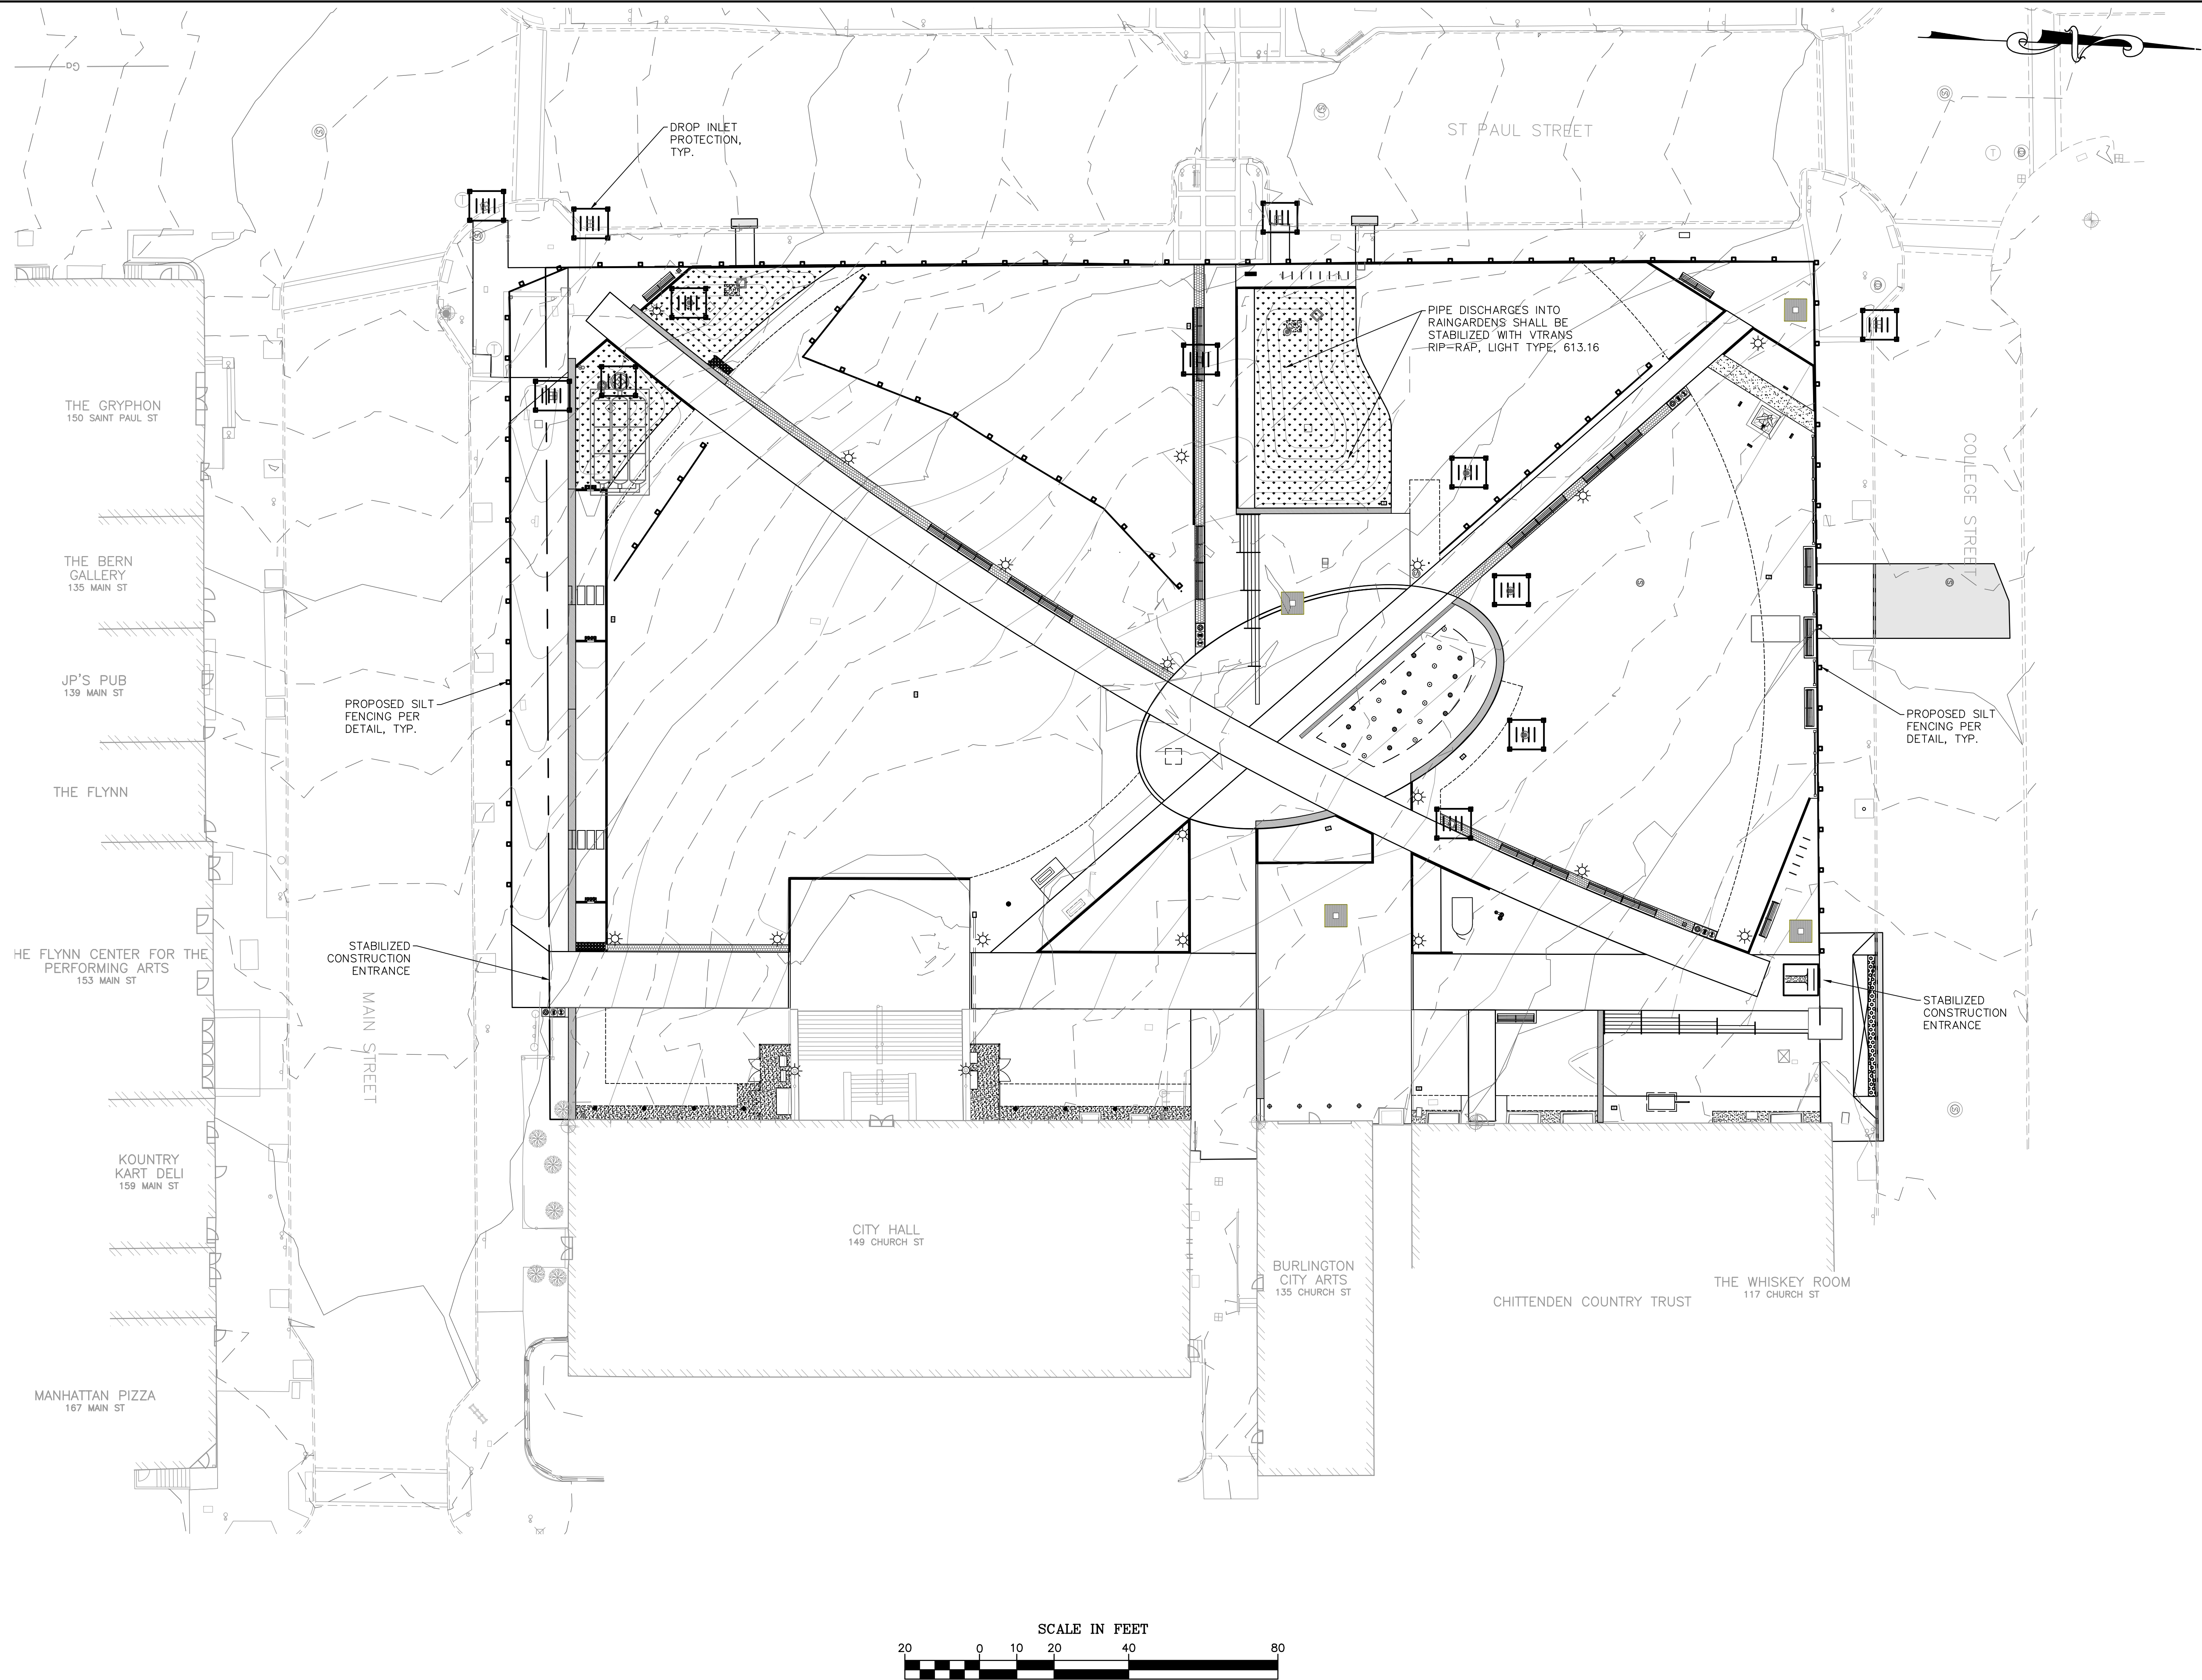 Ga
DROP INLET
PROTECTION,
TYP.
ST PAUL STREET
PIPE DISCHARGES INTO
RAINGARDENS SHALL BE
STABILIZED WITH VTRANS
RIP-RAP, LIGHT TYPE, 613.16
THE GRYPHON
150 SAINT PAUL ST
COLLEGE STREET
THE BERN
GALLERY
135 MAIN ST
JP'S PUB
139 MAIN ST
PROPOSED SILT
FENCING PER
DETAIL, TYP.
PROPOSED SILT
FENCING PER
DETAIL, TYP.
THE FLYNN
HE FLYNN CENTER FOR THE
PERFORMING ARTS
153 MAIN ST
STABILIZED
CONSTRUCTION
ENTRANCE
MAIN STREET
STABILIZED
CONSTRUCTION
ENTRANCE
KOUNTRY
KART DELI
159 MAIN ST
CITY HALL
149 CHURCH ST
BURLINGTON
CITY ARTS
135 CHURCH ST
CHITTENDEN COUNTRY TRUST
THE WHISKEY ROOM
117 CHURCH ST
MANHATTAN PIZZA
167 MAIN ST
SCALE IN FEET
20 0 10 20 40 80